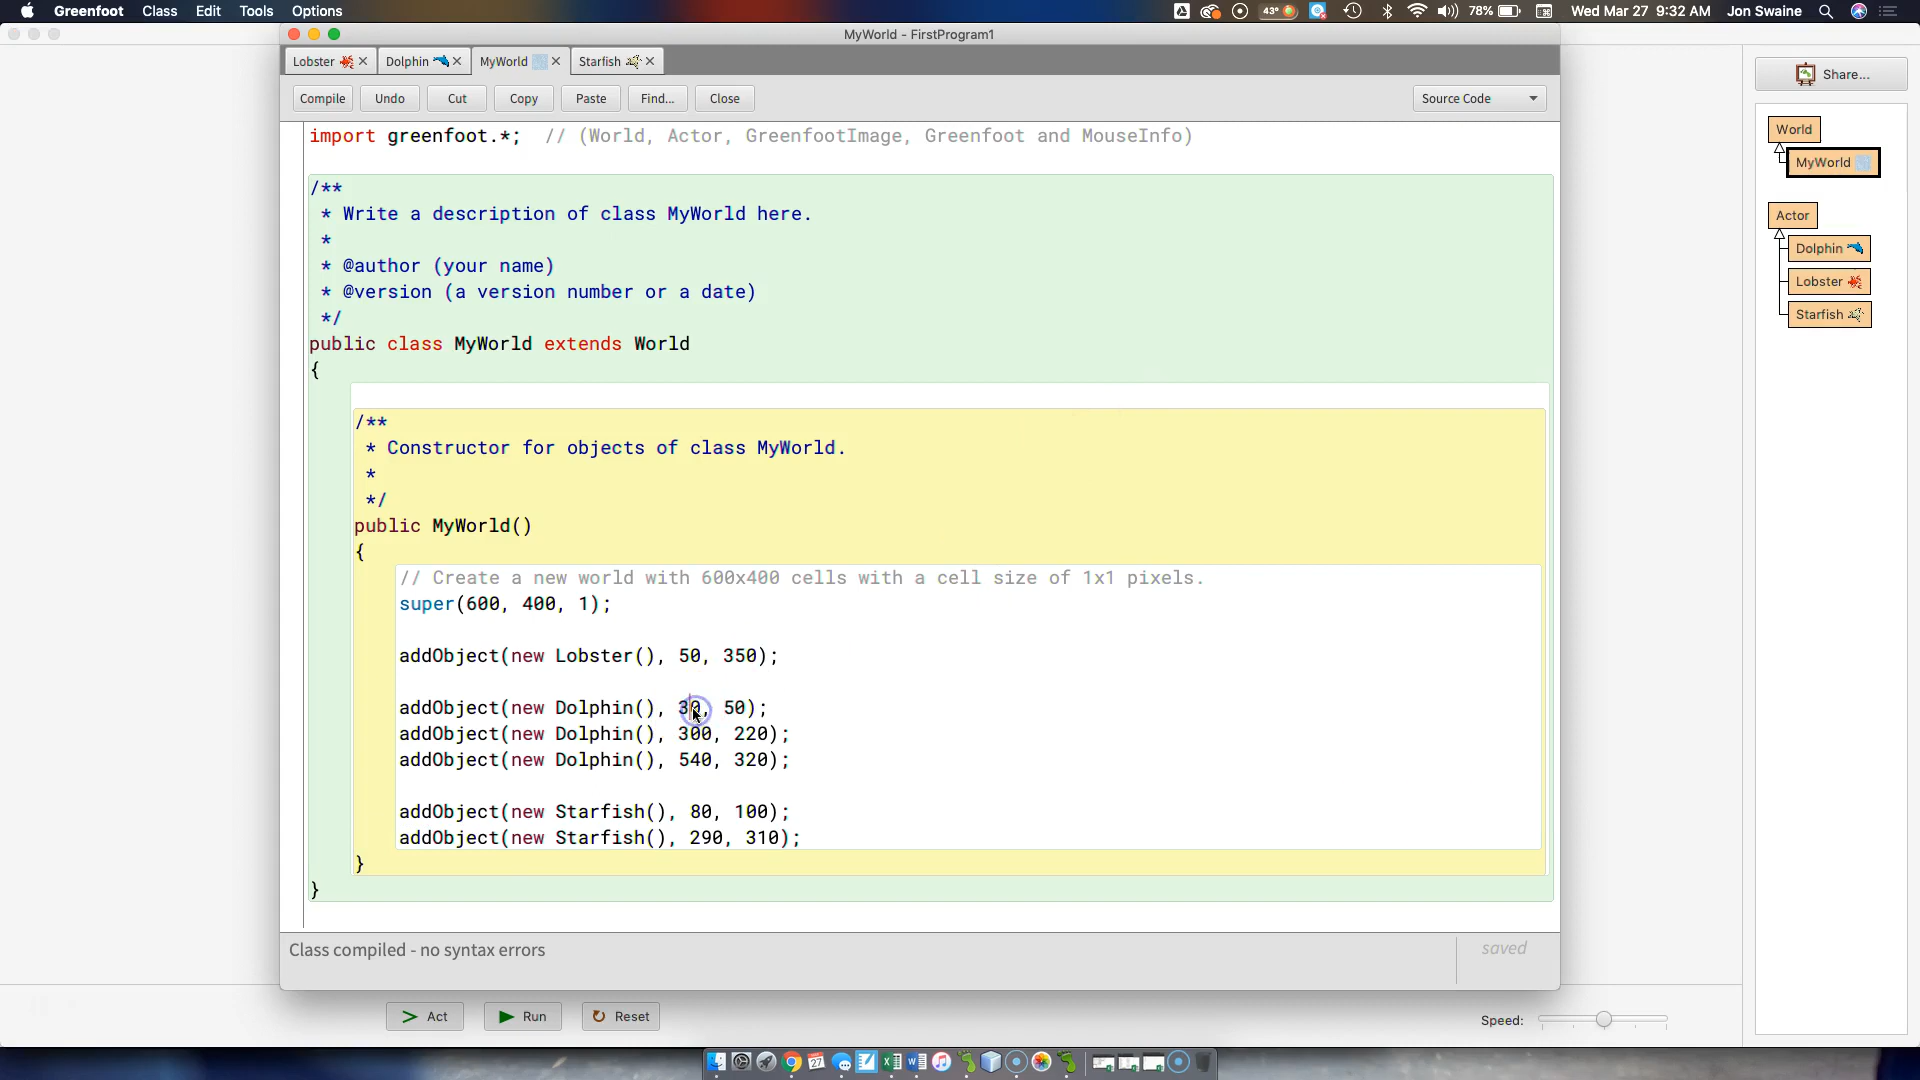 Greenfoot Class Edit Tools Options 43° 78% Wed Mar 27 9:32 AM Jon Swaine
MyWorld - FirstProgram1
Lobster Dolphin MyWorld Starfish
Compile Undo Cut Copy Paste Find... Close Source Code
Share...
import greenfoot.*;  // (World, Actor, GreenfootImage, Greenfoot and MouseInfo)
World
MyWorld
/**
* Write a description of class MyWorld here.
*
* @author (your name)
* @version (a version number or a date)
*/
Actor
Dolphin
Lobster
Starfish
public class MyWorld extends World
{
/**
* Constructor for objects of class MyWorld.
*
*/
public MyWorld()
{
// Create a new world with 600x400 cells with a cell size of 1x1 pixels.
super(600, 400, 1);
addObject(new Lobster(), 50, 350);
addObject(new Dolphin(), 30, 50);
addObject(new Dolphin(), 300, 220);
addObject(new Dolphin(), 540, 320);
addObject(new Starfish(), 80, 100);
addObject(new Starfish(), 290, 310);
}
}
Class compiled - no syntax errors saved
Act Run Reset Speed:
27